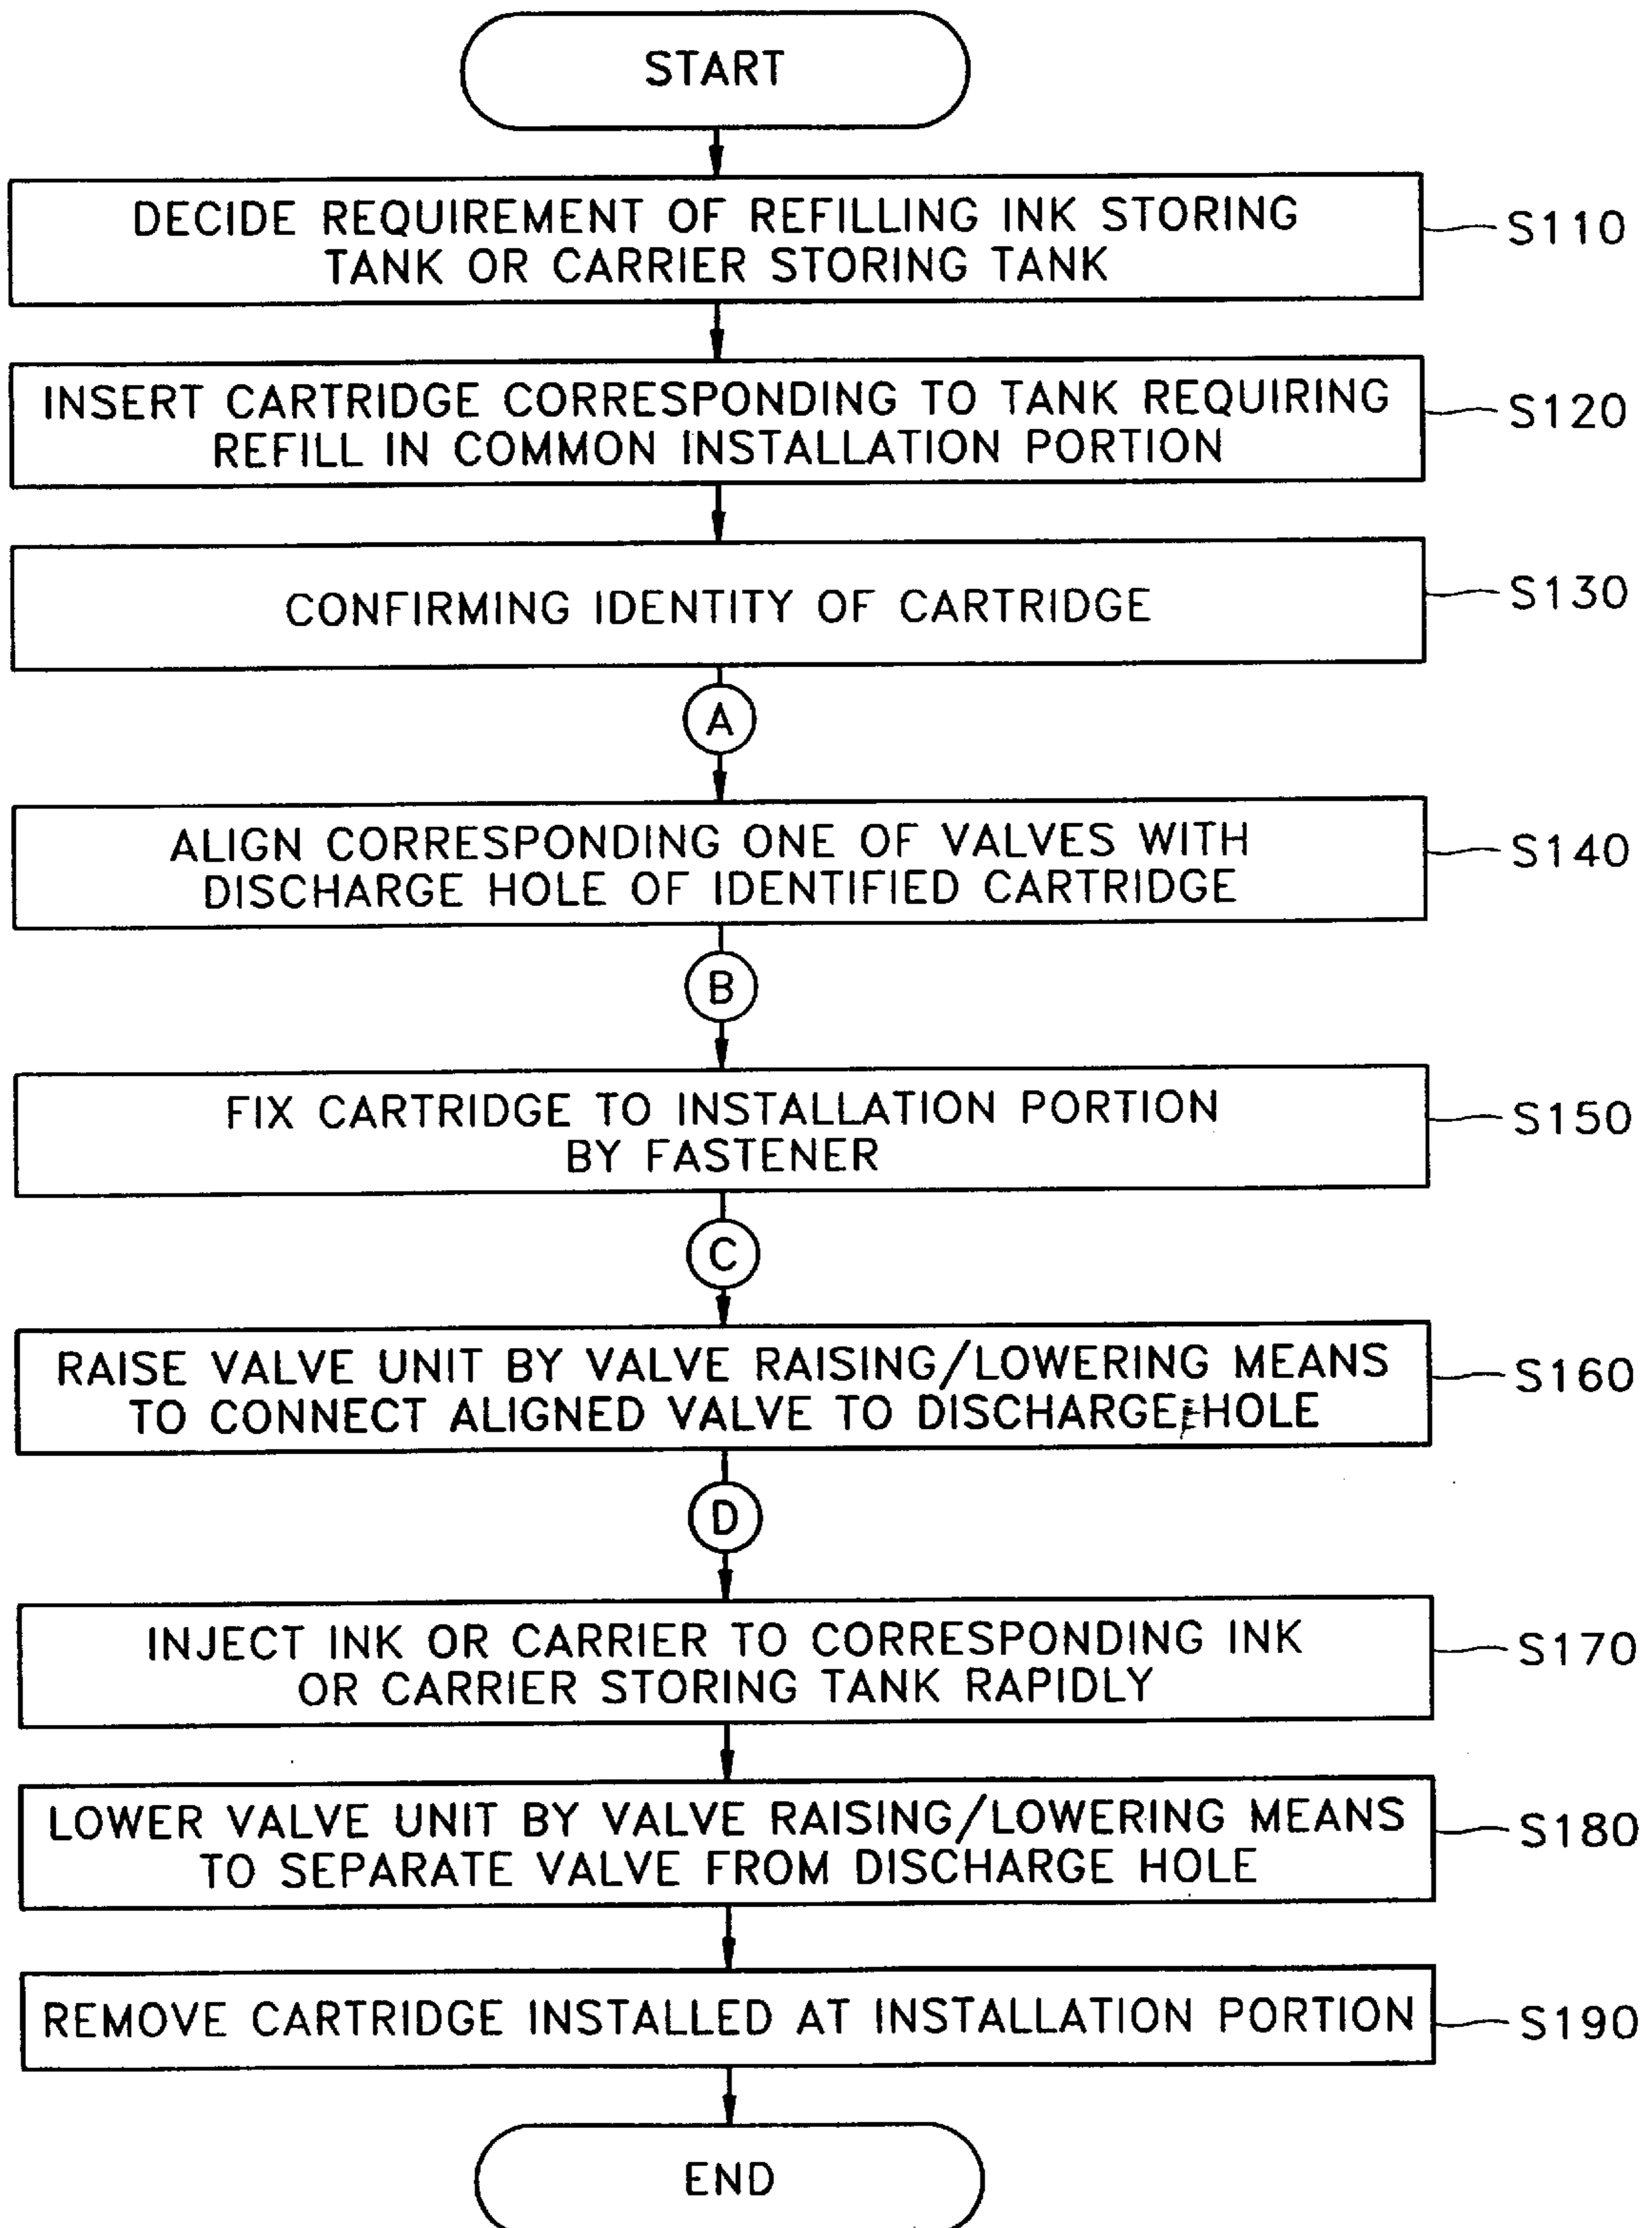 START
DECIDE REQUIREMENT OF REFILLING INK STORING
TANK OR CARRIER STORING TANK
S110
INSERT CARTRIDGE CORRESPONDING TO TANK REQUIRING
REFILL IN COMMON INSTALLATION PORTION
S120
CONFIRMING IDENTITY OF CARTRIDGE
S130
A
ALIGN CORRESPONDING ONE OF VALVES WITH
DISCHARGE HOLE OF IDENTIFIED CARTRIDGE
S140
B
FIX CARTRIDGE TO INSTALLATION PORTION
BY FASTENER
S150
C
RAISE VALVE UNIT BY VALVE RAISING/LOWERING MEANS
TO CONNECT ALIGNED VALVE TO DISCHARGE HOLE
S160
D
INJECT INK OR CARRIER TO CORRESPONDING INK
OR CARRIER STORING TANK RAPIDLY
S170
LOWER VALVE UNIT BY VALVE RAISING/LOWERING MEANS
TO SEPARATE VALVE FROM DISCHARGE HOLE
S180
REMOVE CARTRIDGE INSTALLED AT INSTALLATION PORTION
S190
END